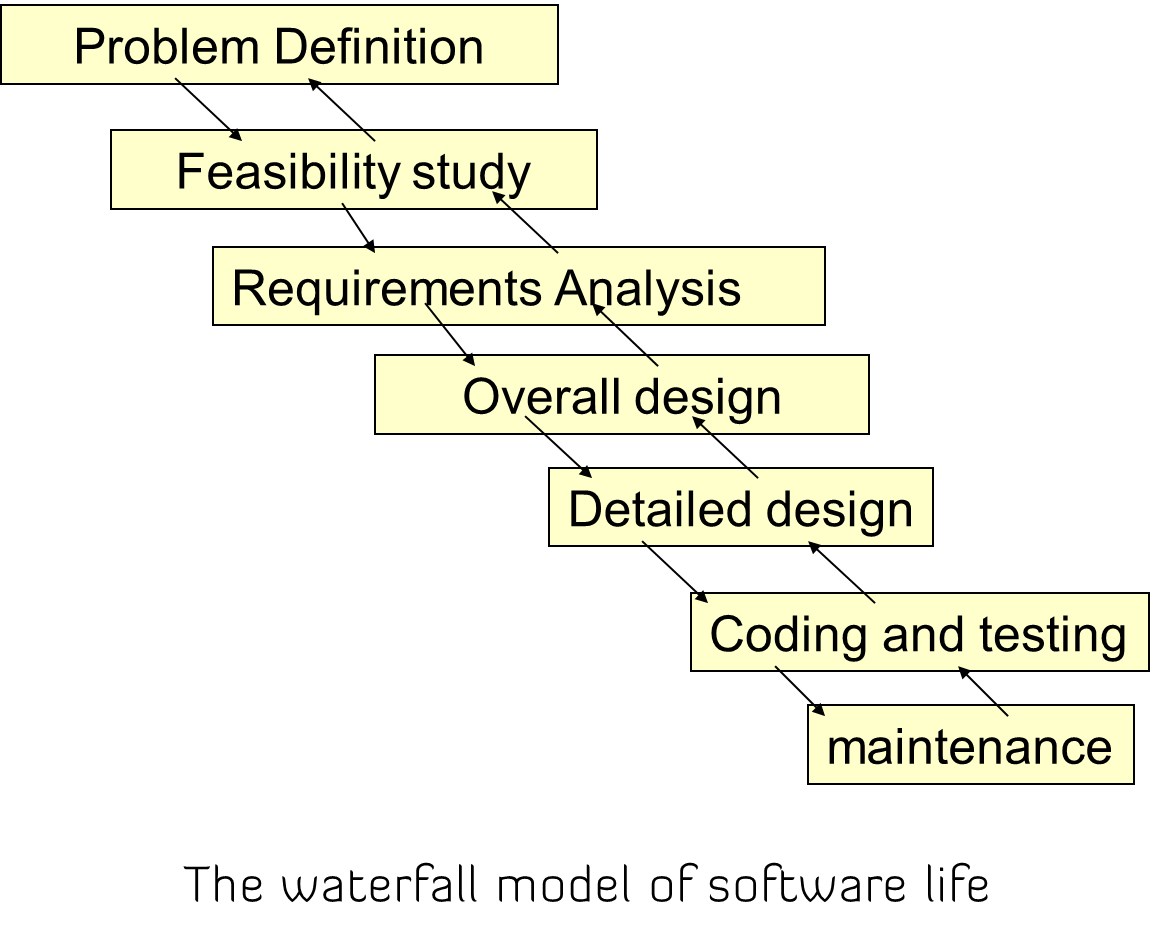 Problem Definition
Feasibility study
Requirements Analysis
Overall design
Detailed design
Coding and testing
maintenance
The waterfall model of software life